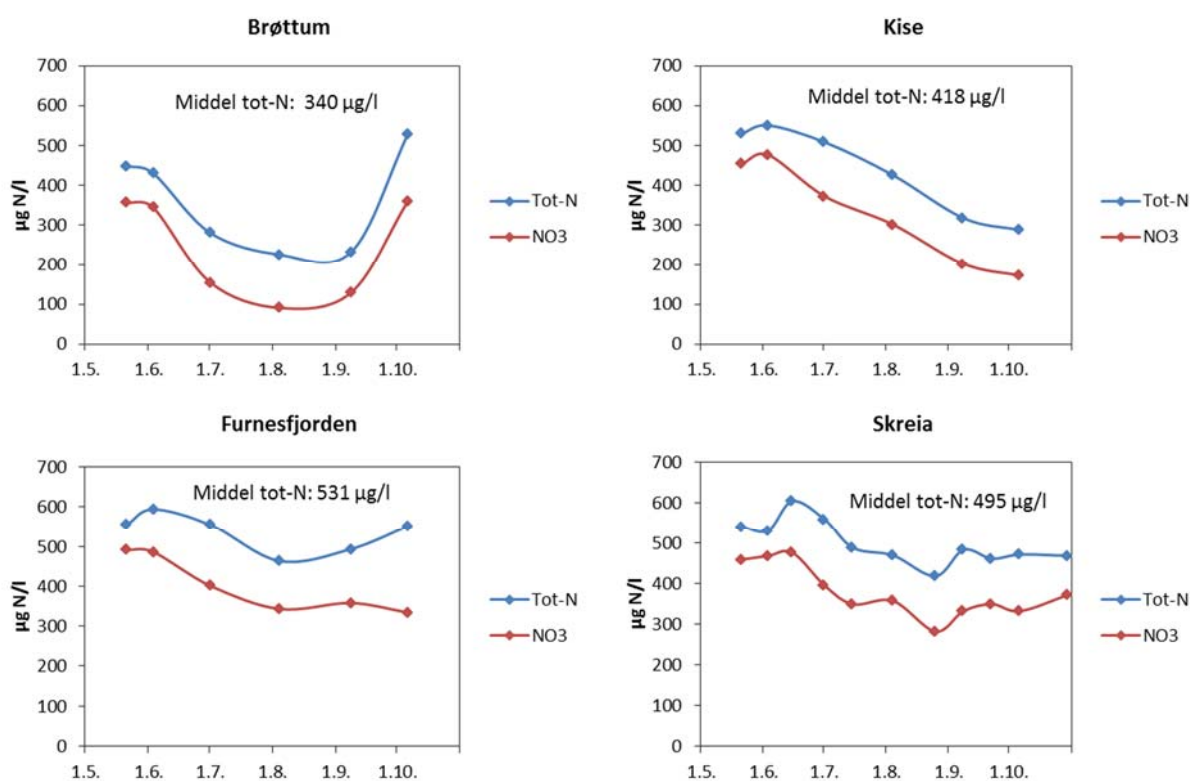 Brøttum
700
600
500
400
300
200
100
0
µg N/l
Middel tot-N: 340 µg/l
Tot-N
NO3
1.5. 1.6. 1.7. 1.8. 1.9. 1.10.
Kise
700
600
500
400
300
200
100
0
µg N/l
Middel tot-N: 418 µg/l
Tot-N
NO3
1.5. 1.6. 1.7. 1.8. 1.9. 1.10.
Furnesfjorden
700
600
500
400
300
200
100
0
µg N/l
Middel tot-N: 531 µg/l
Tot-N
NO3
1.5. 1.6. 1.7. 1.8. 1.9. 1.10.
Skreia
700
600
500
400
300
200
100
0
µg N/l
Middel tot-N: 495 µg/l
Tot-N
NO3
1.5. 1.6. 1.7. 1.8. 1.9. 1.10.